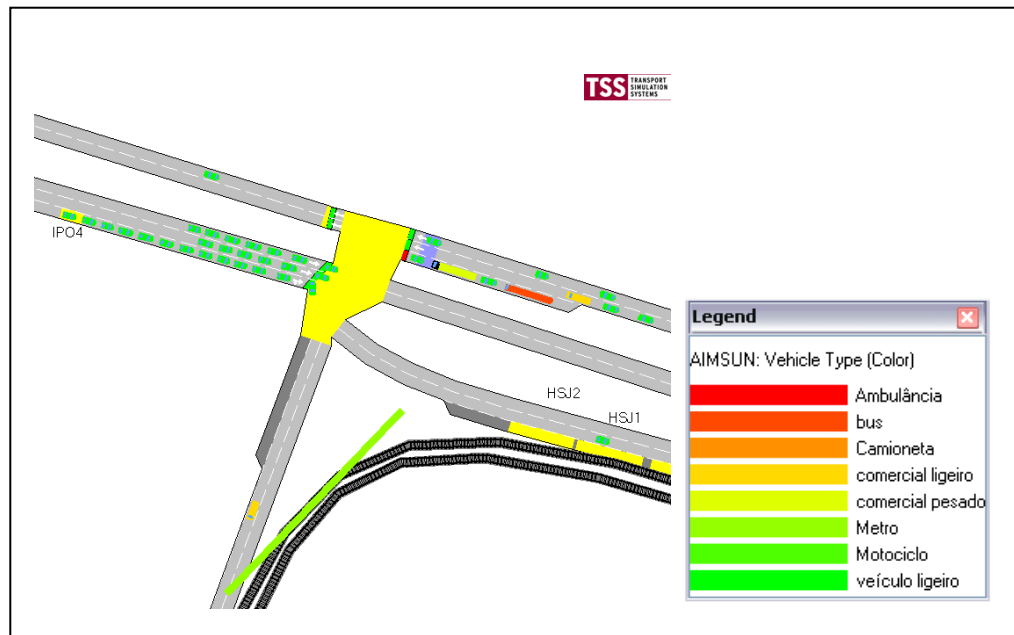 TSS TRANSPORT
SIMULATION
SYSTEMS
IPO4
HSJ2
HSJ1
Legend
AIMSUN: Vehicle Type (Color)
Ambulância
bus
Camioneta
comercial ligeiro
comercial pesado
Metro
Motociclo
veículo ligeiro